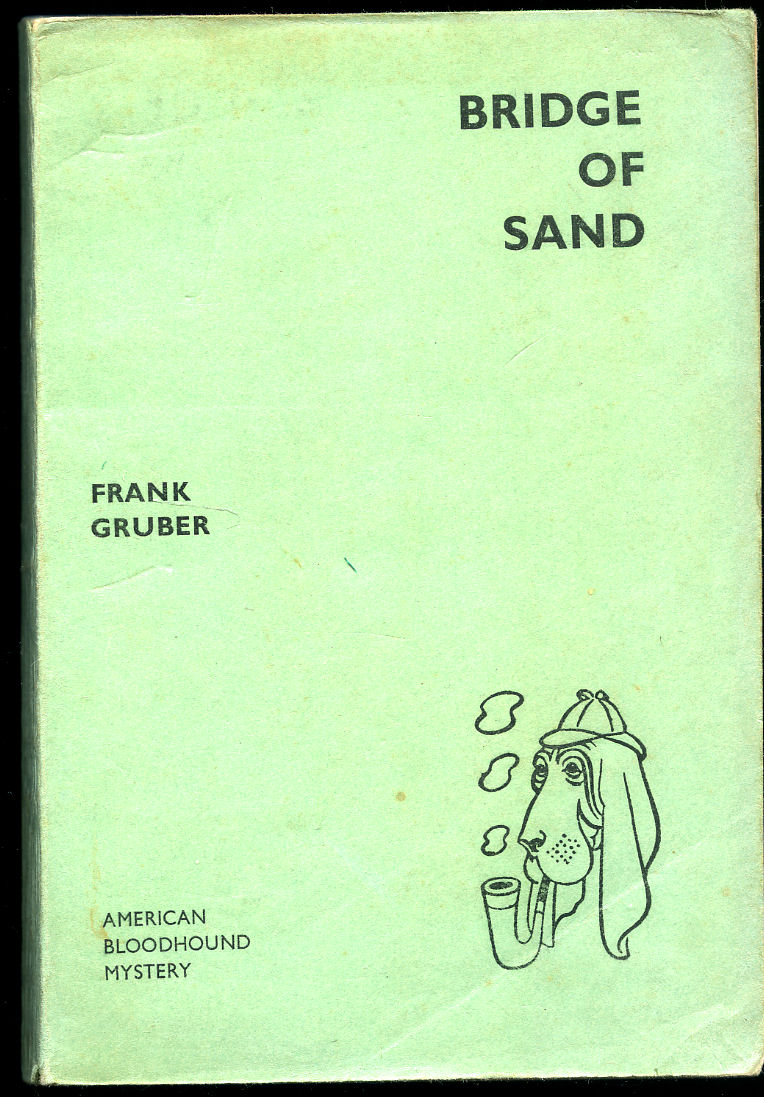 BRIDGE
OF
SAND
FRANK
GRUBER
AMERICAN
BLOODHOUND
MYSTERY